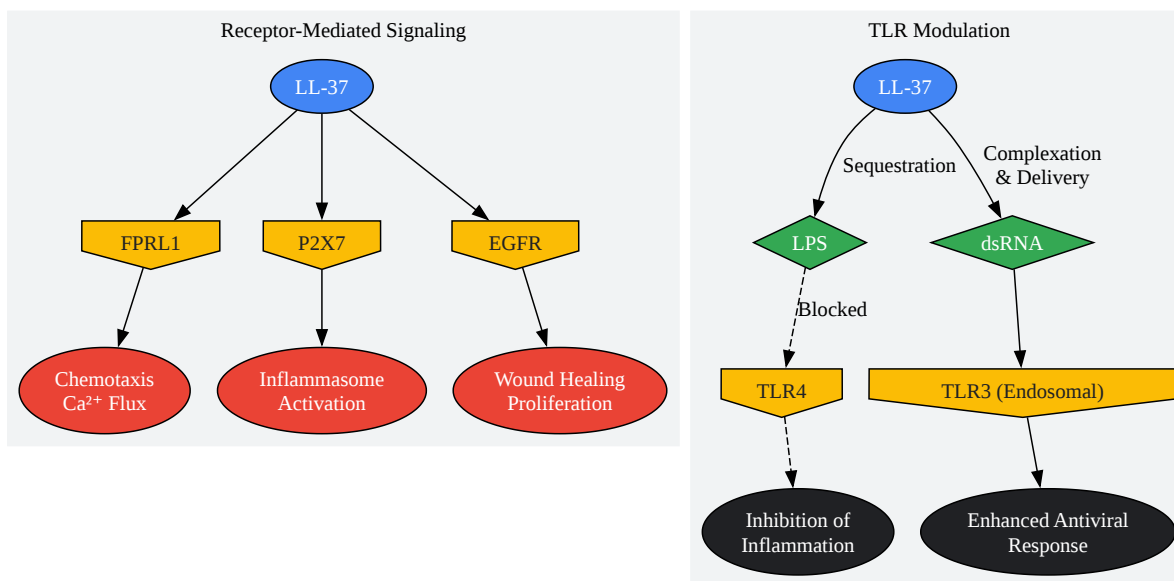 Receptor-Mediated Signaling
LL-37
FPRL1
P2X7
EGFR
Chemotaxis
Ca²⁺ Flux
Inflammasome
Activation
Wound Healing
Proliferation
TLR Modulation
LL-37
Sequestration
Complexation
& Delivery
LPS
dsRNA
Blocked
TLR4
TLR3 (Endosomal)
Inhibition of
Inflammation
Enhanced Antiviral
Response